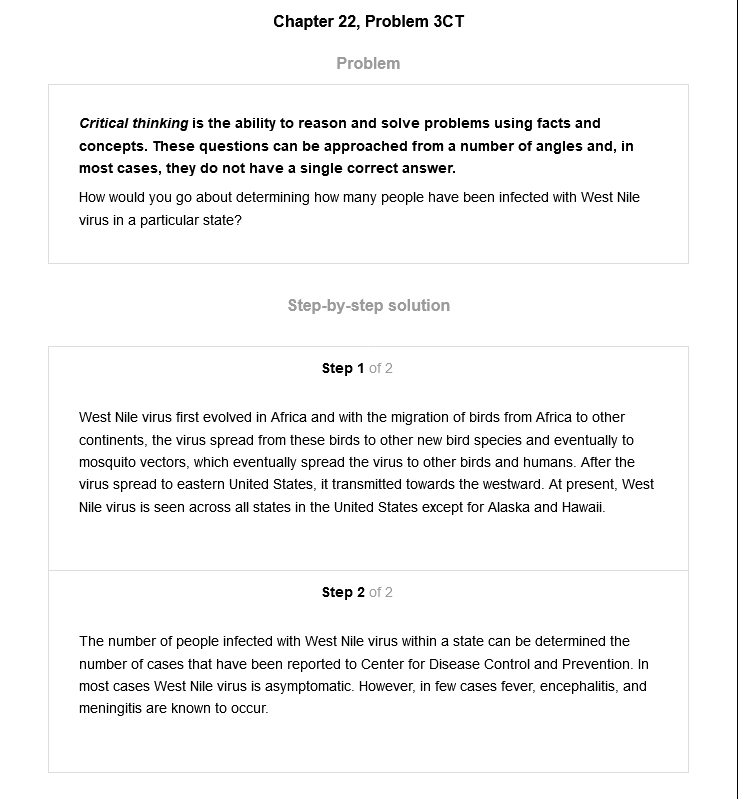 Chapter 22, Problem 3CT
Problem
Critical thinking is the ability to reason and solve problems using facts and
concepts. These questions can be approached from a number of angles and, in
most cases, they do not have a single correct answer.
How would you go about determining how many people have been infected with West Nile
virus in a particular state?
Step-by-step solution
Step 1 of 2
West Nile virus first evolved in Africa and with the migration of birds from Africa to other
continents, the virus spread from these birds to other new bird species and eventually to
mosquito vectors, which eventually spread the virus to other birds and humans. After the
virus spread to eastern United States, it transmitted towards the westward. At present, West
Nile virus is seen across all states in the United States except for Alaska and Hawaii.
Step 2 of 2
The number of people infected with West Nile virus within a state can be determined the
number of cases that have been reported to Center for Disease Control and Prevention. In
most cases West Nile virus is asymptomatic. However, in few cases fever, encephalitis, and
meningitis are known to occur.